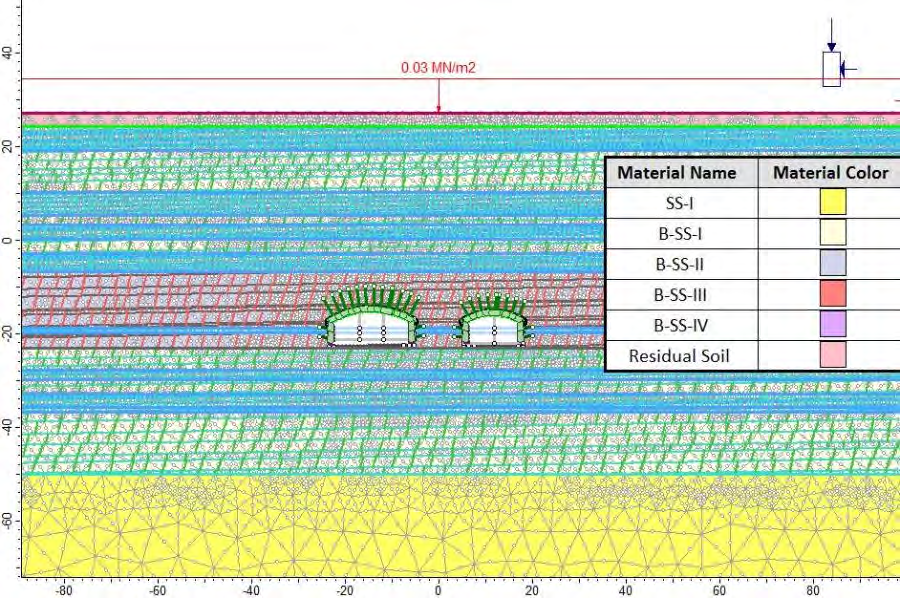 0.03 MN/m2
40
20
0
-20
-40
-60
Material Name Material Color
SS-I
B-SS-I
B-SS-II
B-SS-III
B-SS-IV
Residual Soil
-80 -60 -40 -20 0 20 40 60 80